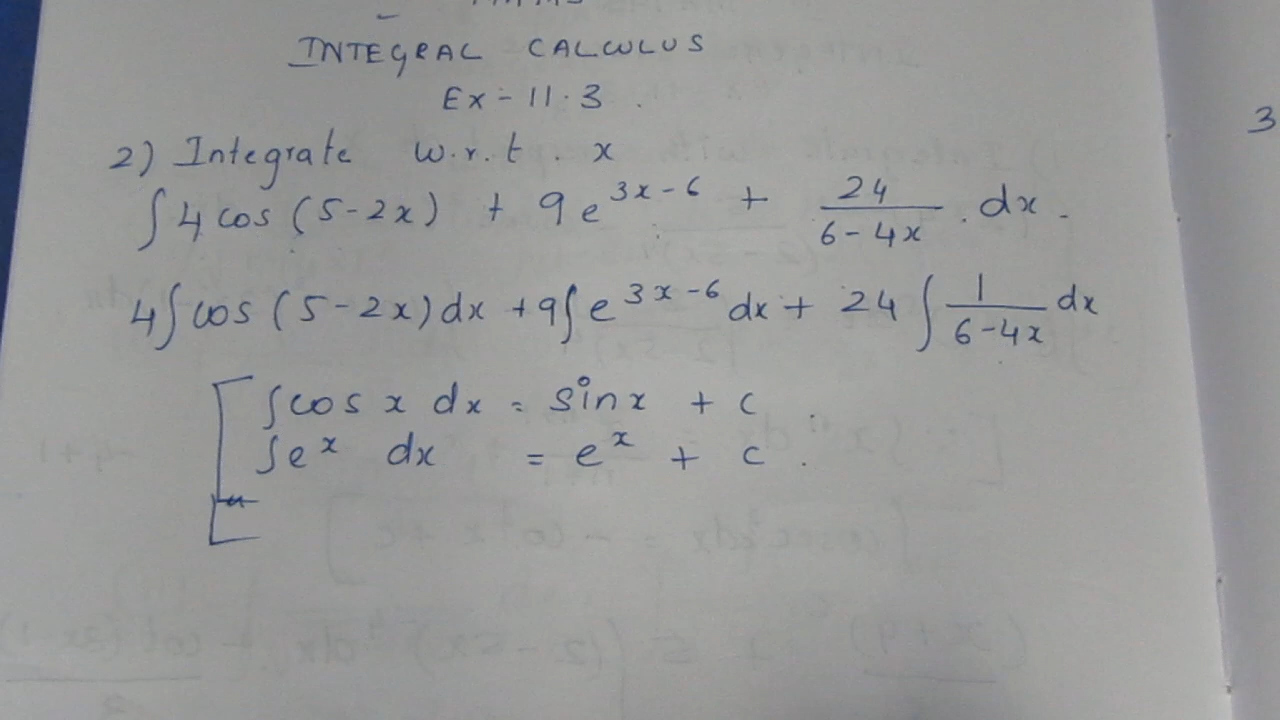 INTEGRAL CALCULUS
Ex - 11.3.
2) Integrate w.r.t. x
∫ 4 cos (5-2x) + 9e^{3x-6} + 24/(6-4x) . dx.
4∫cos (5-2x)dx + 9∫e^{3x-6} dx + 24 ∫ 1/(6-4x) dx
[∫cos x dx = sinx + c
∫e^x dx = e^x + c.
3